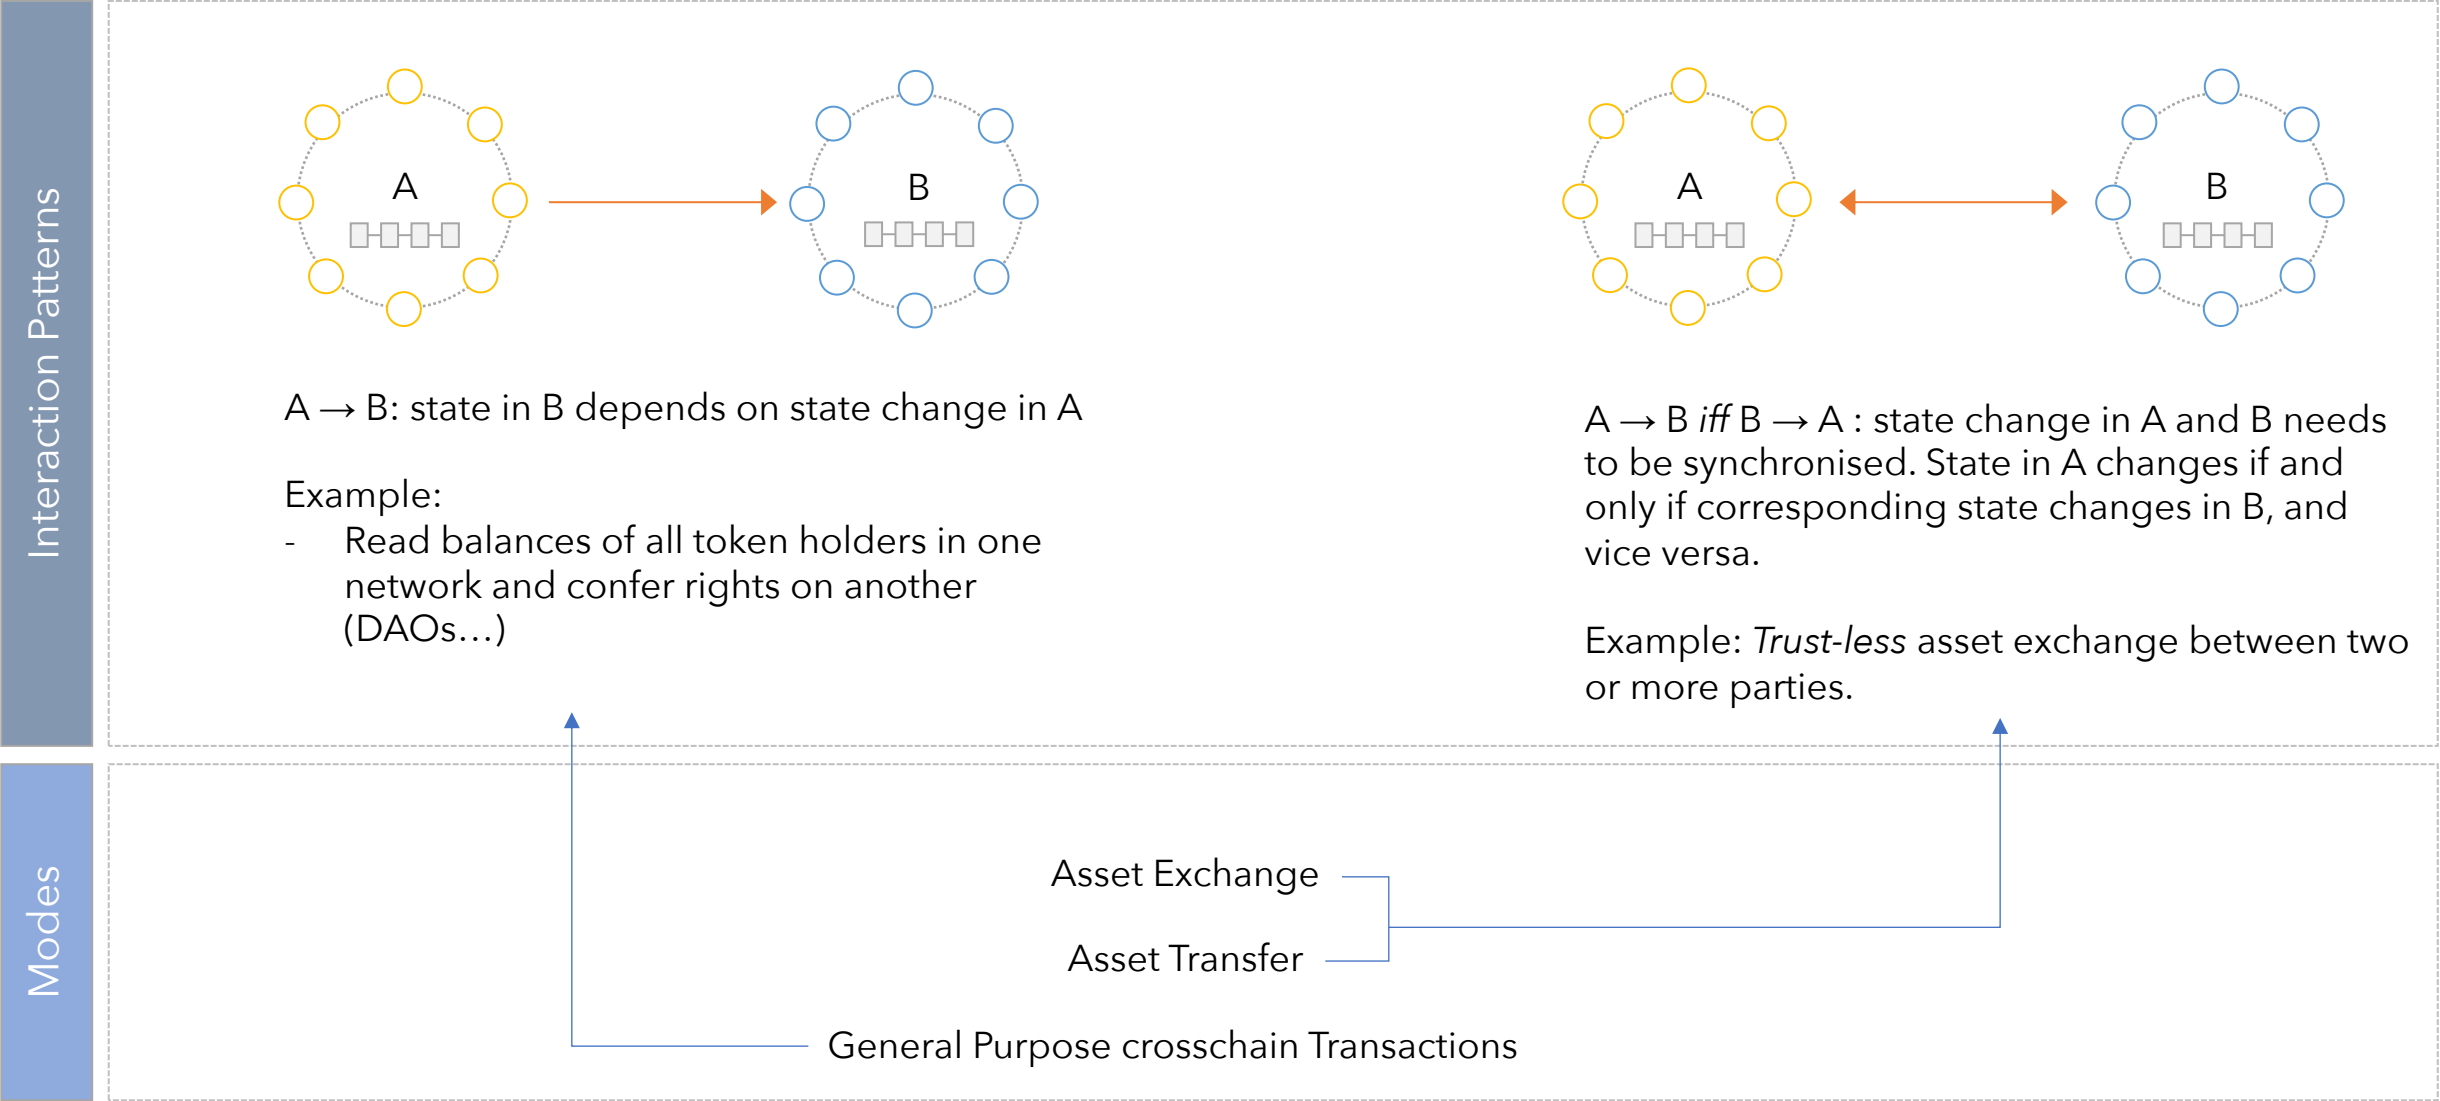 Interaction Patterns
A
B
A → B: state in B depends on state change in A
Example:
- Read balances of all token holders in one
network and confer rights on another
(DAOs…)
A
B
A → B iff B → A : state change in A and B needs
to be synchronised. State in A changes if and
only if corresponding state changes in B, and
vice versa.
Example: Trust-less asset exchange between two
or more parties.
Modes
Asset Exchange
Asset Transfer
General Purpose crosschain Transactions